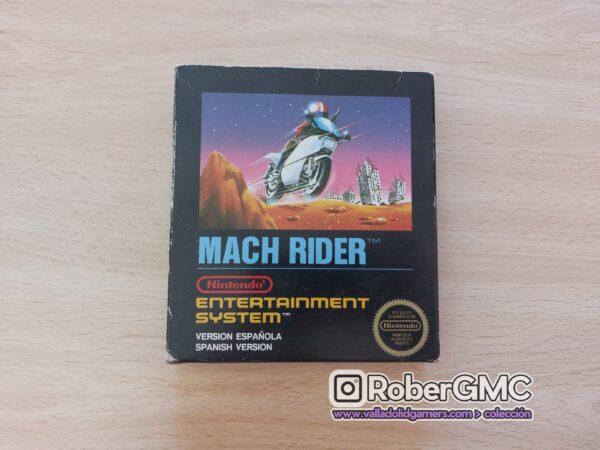 MACH RIDER™
Nintendo®
ENTERTAINMENT
SYSTEM™
VERSION ESPAÑOLA
SPANISH VERSION
Nintendo
RoberGMC
www.valladolidgamers.com > colección